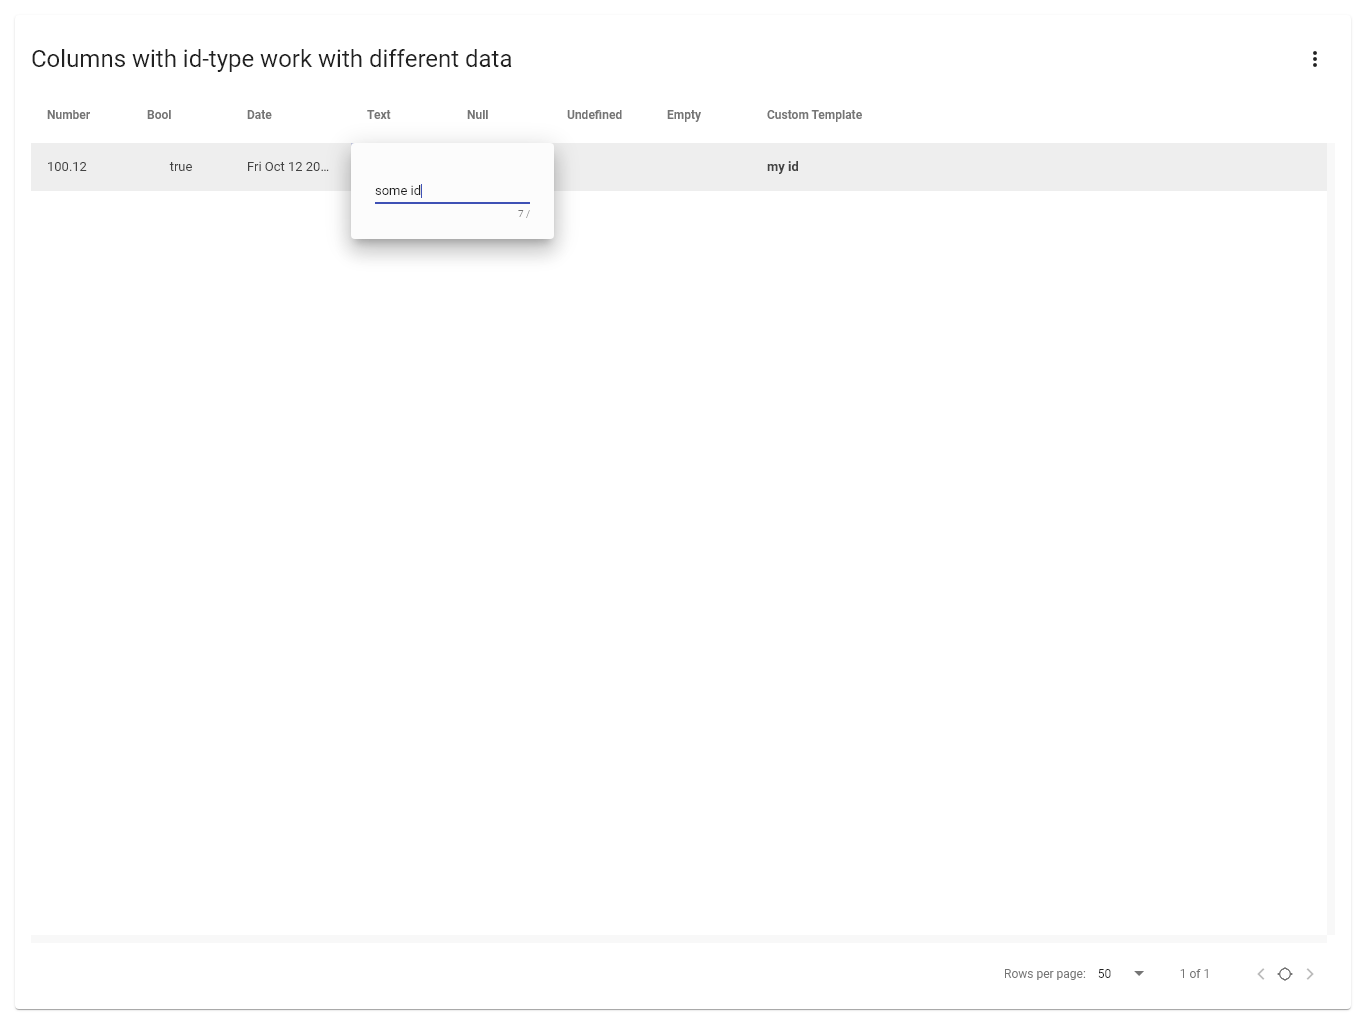 Columns with id-type work with different data
Number Bool Date Text Null Undefined Empty Custom Template
100.12 true Fri Oct 12 20... my id
some id
7 /
Rows per page: 50 1 of 1